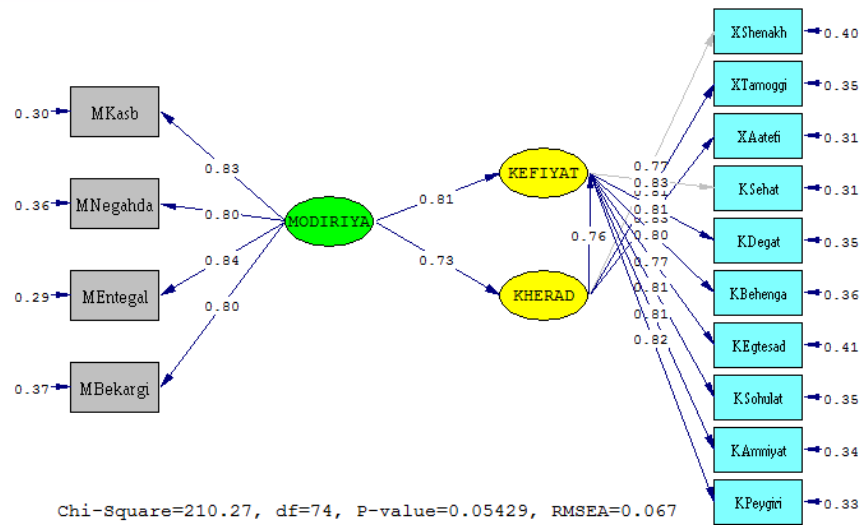 XShenakh
0.40
XTamoggi
0.35
XAatefi
0.31
KSehat
0.31
KDegat
0.35
KBehenga
0.36
KEgtesad
0.41
KSohulat
0.35
KAmniyat
0.34
KPeygiri
0.33
0.30
MKasb
0.36
MNegahda
0.29
MEntegal
0.37
MBekargi
0.83
0.80
0.84
0.80
MODIRIYA
0.81
0.73
KEFIYAT
0.76
KHERAD
0.77
0.83
0.81
0.81
0.83
0.80
0.77
0.81
0.81
0.82
Chi-Square=210.27, df=74, P-value=0.05429, RMSEA=0.067